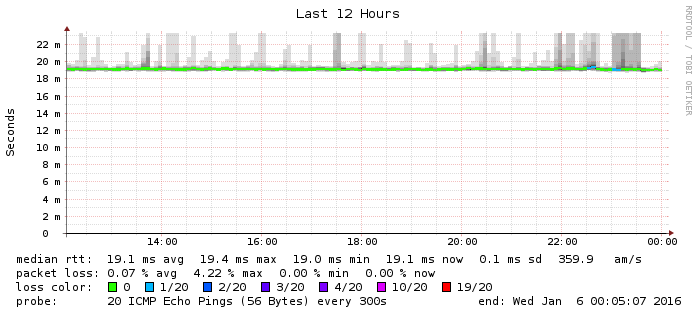 Last 12 Hours
RRDTOOL / TOBI OETIKER
Seconds
22 m
20 m
18 m
16 m
14 m
12 m
10 m
8 m
6 m
4 m
2 m
0
14:00 16:00 18:00 20:00 22:00 00:00
median rtt: 19.1 ms avg 19.4 ms max 19.0 ms min 19.1 ms now 0.1 ms sd 359.9 am/s
packet loss: 0.07 % avg 4.22 % max 0.00 % min 0.00 % now
loss color: 0 1/20 2/20 3/20 4/20 10/20 19/20
probe: 20 ICMP Echo Pings (56 Bytes) every 300s end: Wed Jan 6 00:05:07 2016